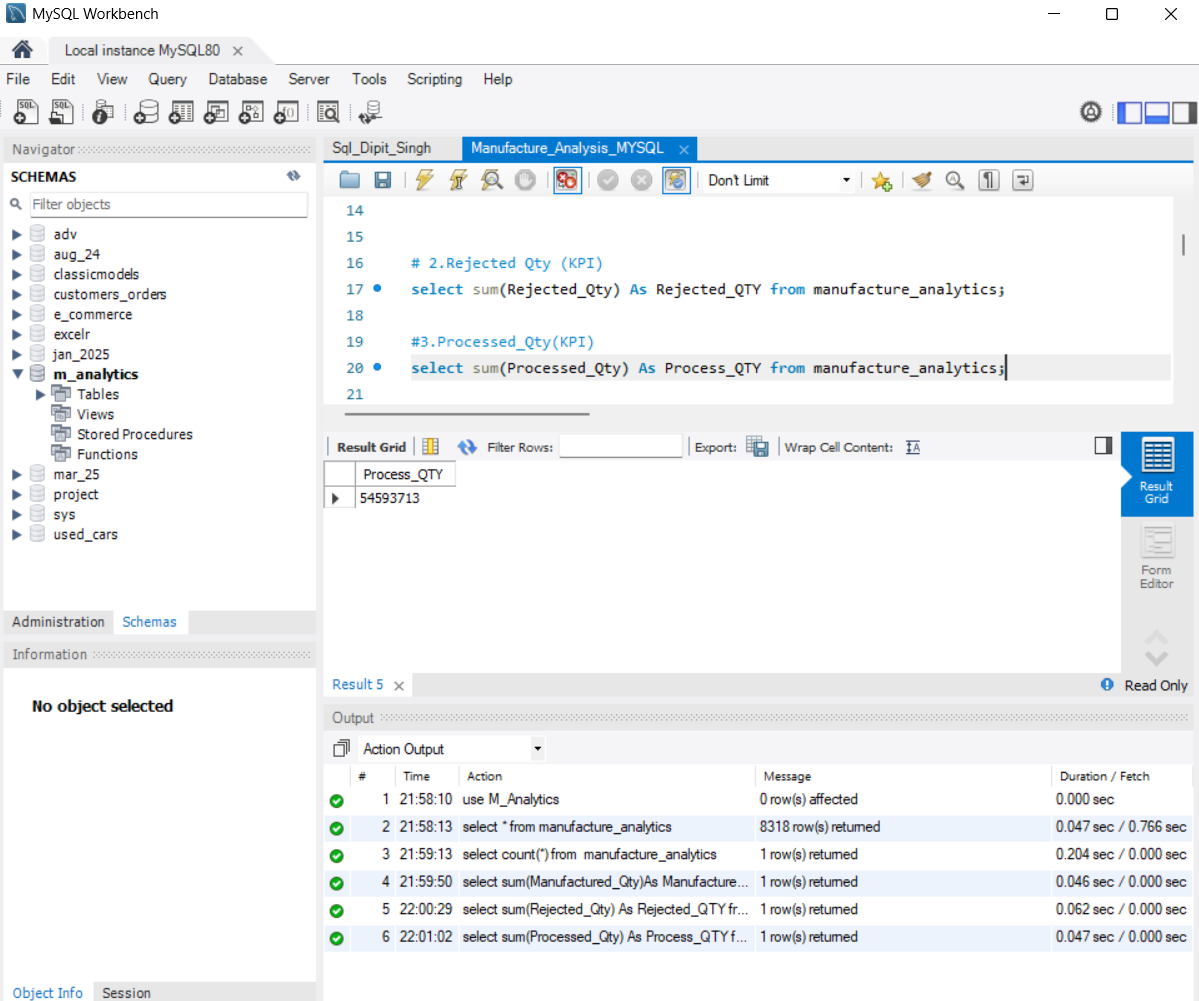 MySQL Workbench
Local instance MySQL80
File Edit View Query Database Server Tools Scripting Help
Navigator
SCHEMAS
Filter objects
adv
aug_24
classicmodels
customers_orders
e_commerce
excelr
jan_2025
m_analytics
Tables
Views
Stored Procedures
Functions
mar_25
project
sys
used_cars
Administration Schemas
Information
No object selected
Object Info Session
Sql_Dipit_Singh Manufacture_Analysis_MYSQL
Don't Limit
14
15
16 # 2.Rejected Qty (KPI)
17 select sum(Rejected_Qty) As Rejected_QTY from manufacture_analytics;
18
19 #3.Processed_Qty(KPI)
20 select sum(Processed_Qty) As Process_QTY from manufacture_analytics;
21
Result Grid Filter Rows: Export: Wrap Cell Content:
Process_QTY
54593713
Result Grid
Form Editor
Result 5 Read Only
Output
Action Output
# Time Action Message Duration / Fetch
1 21:58:10 use M_Analytics 0 row(s) affected 0.000 sec
2 21:58:13 select * from manufacture_analytics 8318 row(s) returned 0.047 sec / 0.766 sec
3 21:59:13 select count(*) from manufacture_analytics 1 row(s) returned 0.204 sec / 0.000 sec
4 21:59:50 select sum(Manufactured_Qty)As Manufacture... 1 row(s) returned 0.046 sec / 0.000 sec
5 22:00:29 select sum(Rejected_Qty) As Rejected_QTY fr... 1 row(s) returned 0.062 sec / 0.000 sec
6 22:01:02 select sum(Processed_Qty) As Process_QTY f... 1 row(s) returned 0.047 sec / 0.000 sec